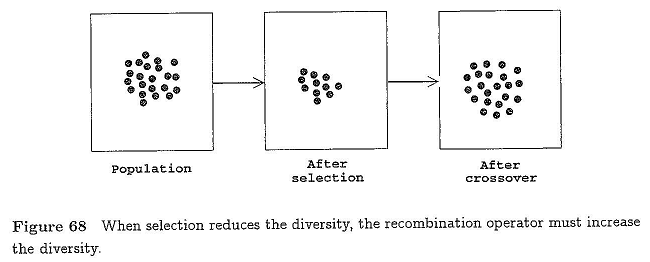 Population
After
selection
After
crossover
Figure 68 When selection reduces the diversity, the recombination operator must increase
the diversity.